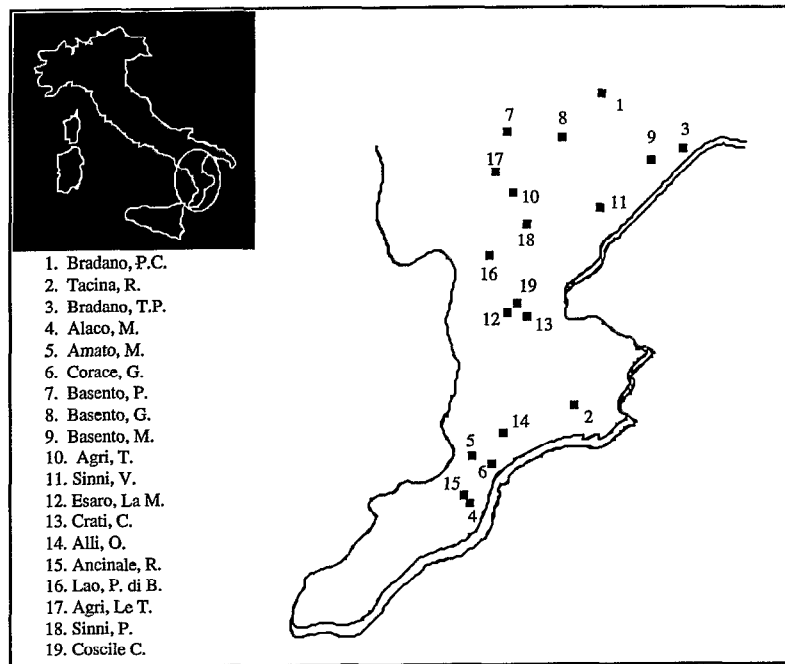 1. Bradano, P.C.
2. Tacina, R.
3. Bradano, T.P.
4. Alaco, M.
5. Amato, M.
6. Corace, G.
7. Basento, P.
8. Basento, G.
9. Basento, M.
10. Agri, T.
11. Sinni, V.
12. Esaro, La M.
13. Crati, C.
14. Alli, O.
15. Ancinale, R.
16. Lao, P. di B.
17. Agri, Le T.
18. Sinni, P.
19. Coscile C.
1
7
8
3
9
17
10
11
18
16
19
12
13
2
14
5
6
15
4